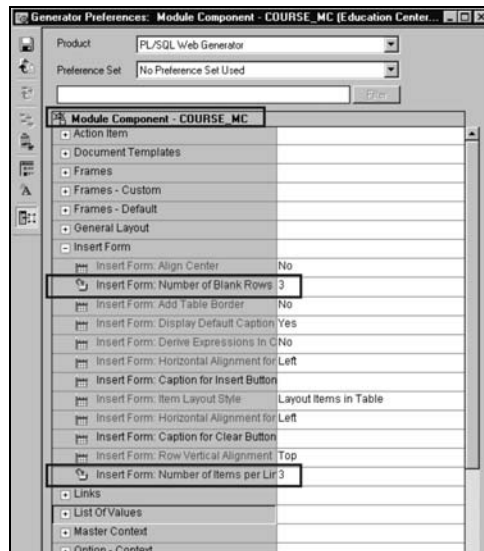 Generator Preferences: Module Component - COURSE_MC (Education Center...
Product PL/SQL Web Generator
Preference Set No Preference Set Used
Filter
Module Component - COURSE_MC
Action Item
Document Templates
Frames
Frames - Custom
Frames - Default
General Layout
Insert Form
Insert Form: Align Center No
Insert Form: Number of Blank Rows 3
Insert Form: Add Table Border No
Insert Form: Display Default Caption Yes
Insert Form: Derive Expressions In C No
Insert Form: Horizontal Alignment for Left
Insert Form: Caption for Insert Button
Insert Form: Item Layout Style Layout Items in Table
Insert Form: Horizontal Alignment for Left
Insert Form: Caption for Clear Button
Insert Form: Row Vertical Alignment Top
Insert Form: Number of Items per Lir 3
Links
List Of Values
Master Context
Option - Context